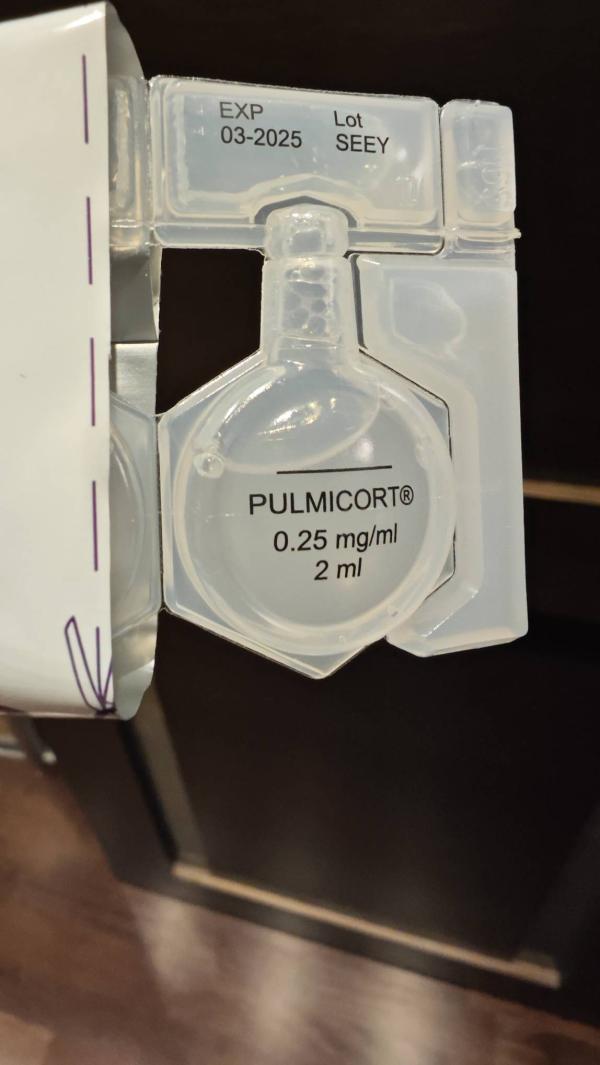 EXP Lot
03-2025 SEEY
PULMICORT®
0.25 mg/ml
2 ml